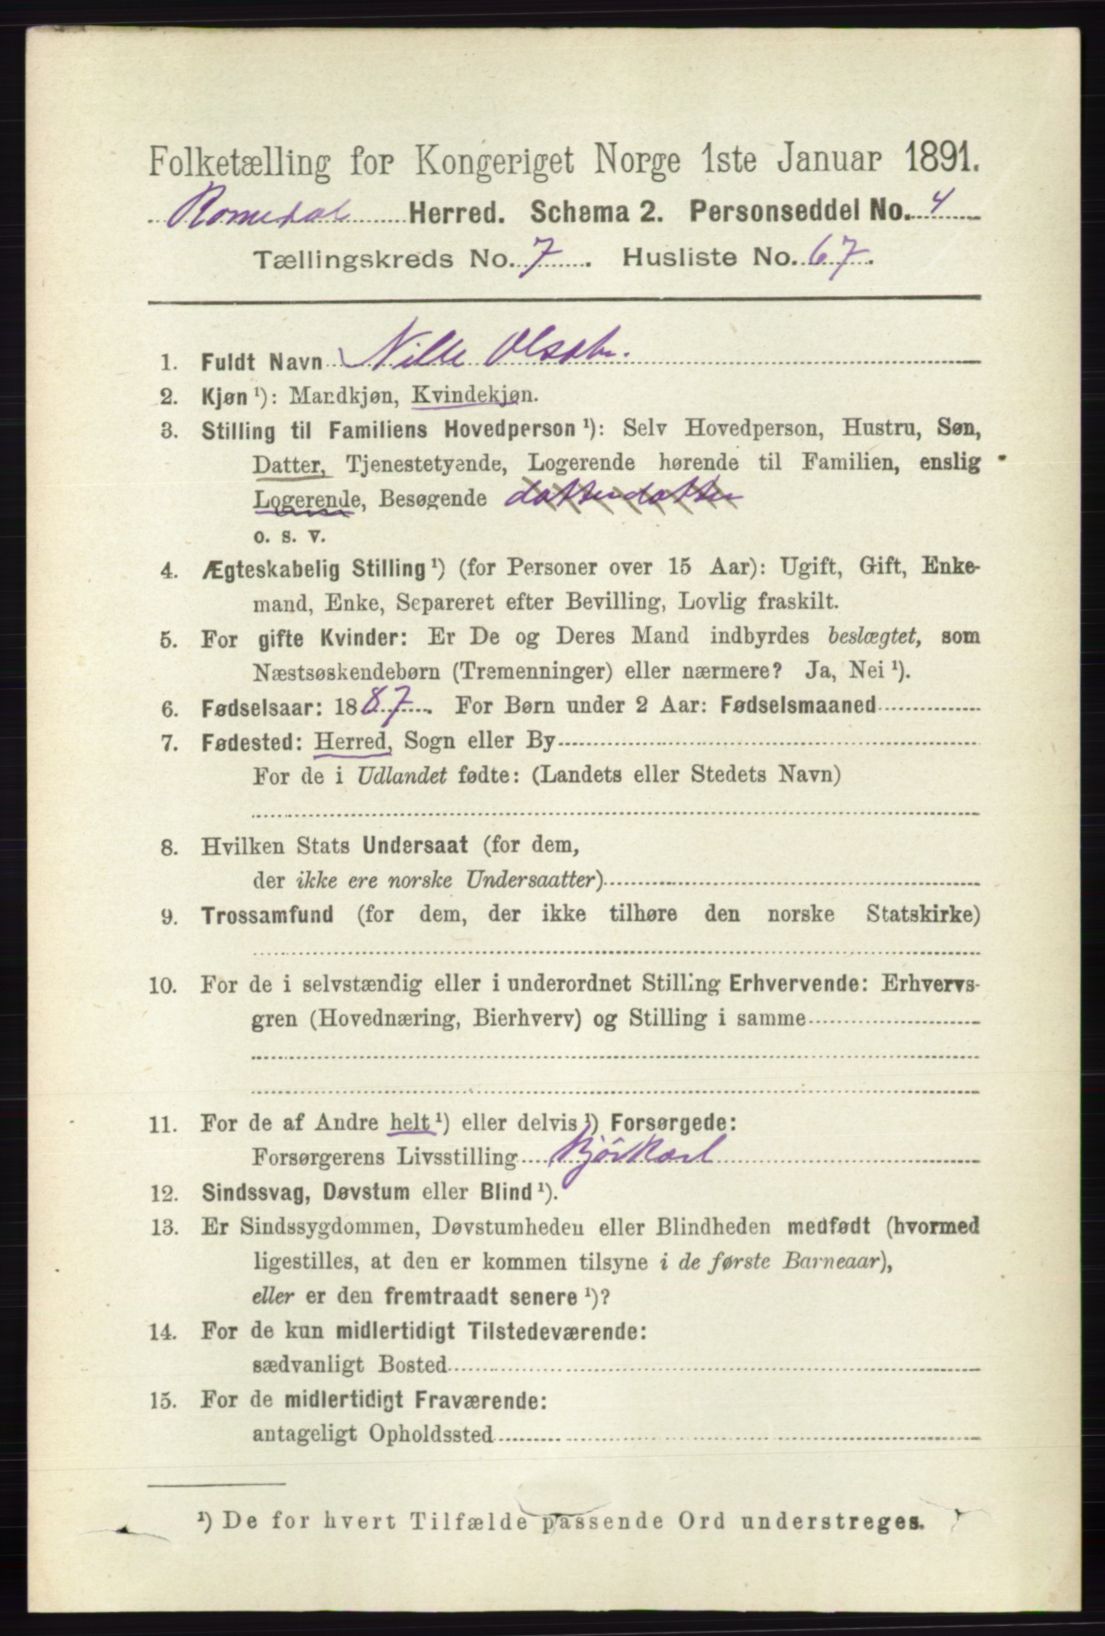 Folketælling for Kongeriget Norge 1ste Januar 1891.
Romedal Herred. Schema 2. Personseddel No. 4
Tællingskreds No. 7. Husliste No. 67.
1. Fuldt Navn
2. Kjøn ¹): Mandkjøn, Kvindekjøn.
3. Stilling til Familiens Hovedperson ¹): Selv Hovedperson, Hustru, Søn,
Datter, Tjenestetyende, Logerende hørende til Familien, enslig
Logerende, Besøgende datterdatter
o. s. v.
4. Ægteskabelig Stilling ¹) (for Personer over 15 Aar): Ugift, Gift, Enke-
mand, Enke, Separeret efter Bevilling, Lovlig fraskilt.
5. For gifte Kvinder: Er De og Deres Mand indbyrdes beslægtet, som
Næstsøskendebørn (Tremenninger) eller nærmere? Ja, Nei ¹).
6. Fødselsaar: 1887. For Børn under 2 Aar: Fødselsmaaned
7. Fødested: Herred, Sogn eller By
For de i Udlandet fødte: (Landets eller Stedets Navn)
8. Hvilken Stats Undersaat (for dem,
der ikke ere norske Undersaatter)
9. Trossamfund (for dem, der ikke tilhøre den norske Statskirke)
10. For de i selvstændig eller i underordnet Stilling Erhvervende: Erhvervs-
gren (Hovednæring, Bierhverv) og Stilling i samme
11. For de af Andre helt ¹) eller delvis ¹) Forsørgede:
Forsørgerens Livsstilling
12. Sindssvag, Døvstum eller Blind ¹).
13. Er Sindssygdommen, Døvstumheden eller Blindheden medfødt (hvormed
ligestilles, at den er kommen tilsyne i de første Barneaar),
eller er den fremtraadt senere ¹)?
14. For de kun midlertidigt Tilstedeværende:
sædvanligt Bosted
15. For de midlertidigt Fraværende:
antageligt Opholdssted
¹) De for hvert Tilfælde passende Ord understreges.